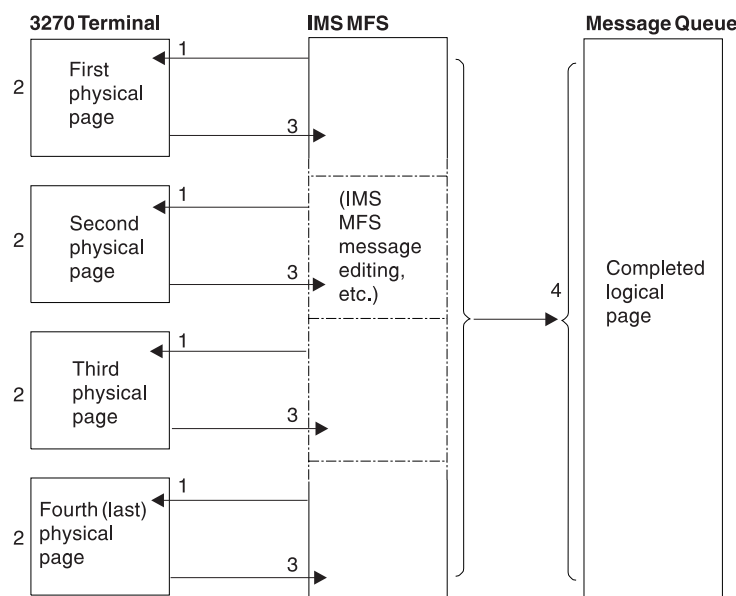 3270 Terminal
IMS MFS
Message Queue
1
First
physical
page
2
3
1
Second
physical
page
2
3
(IMS
MFS
message
editing,
etc.)
4
Completed
logical
page
1
Third
physical
page
2
3
1
Fourth (last)
physical
page
2
3